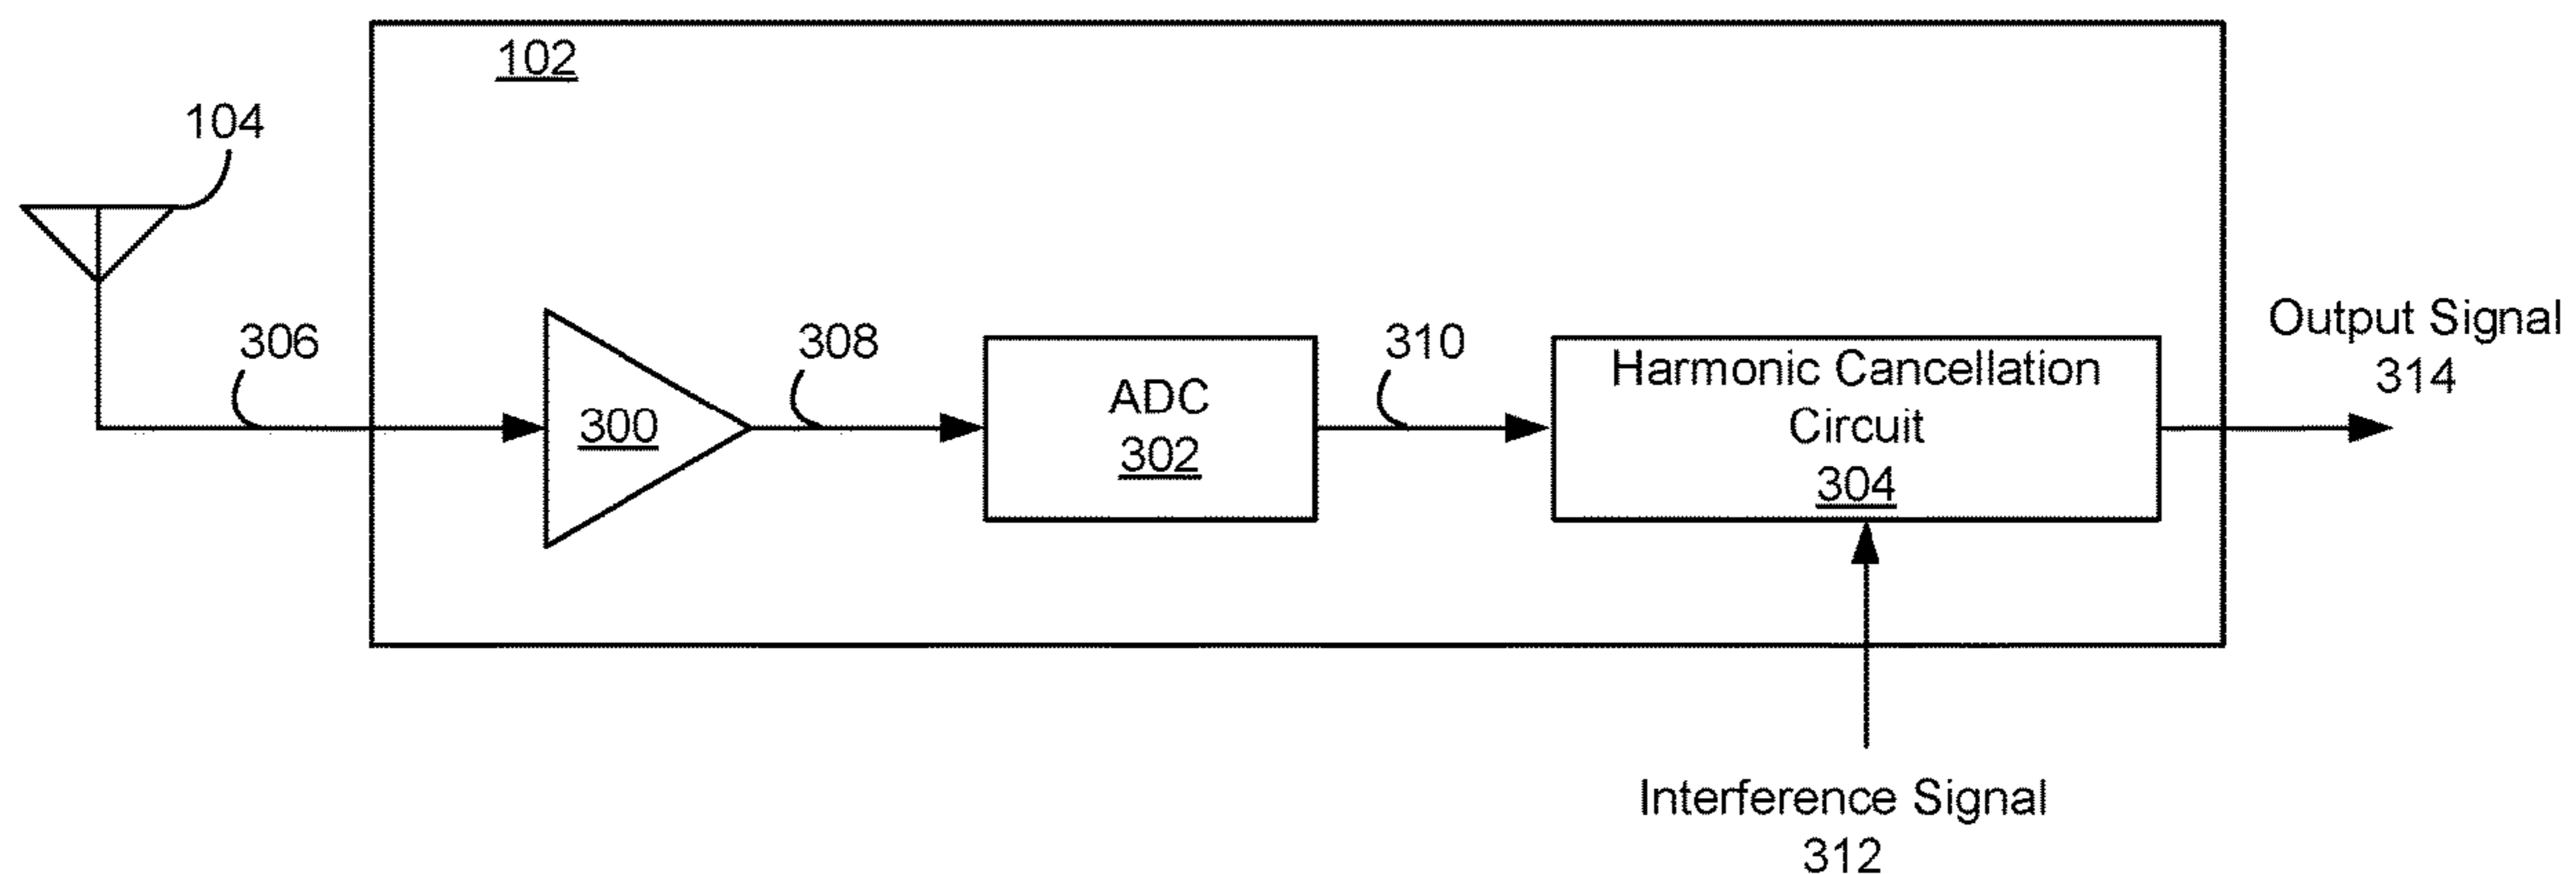 102
104
306
300
308
ADC
302
310
Harmonic Cancellation
Circuit
304
Output Signal
314
Interference Signal
312